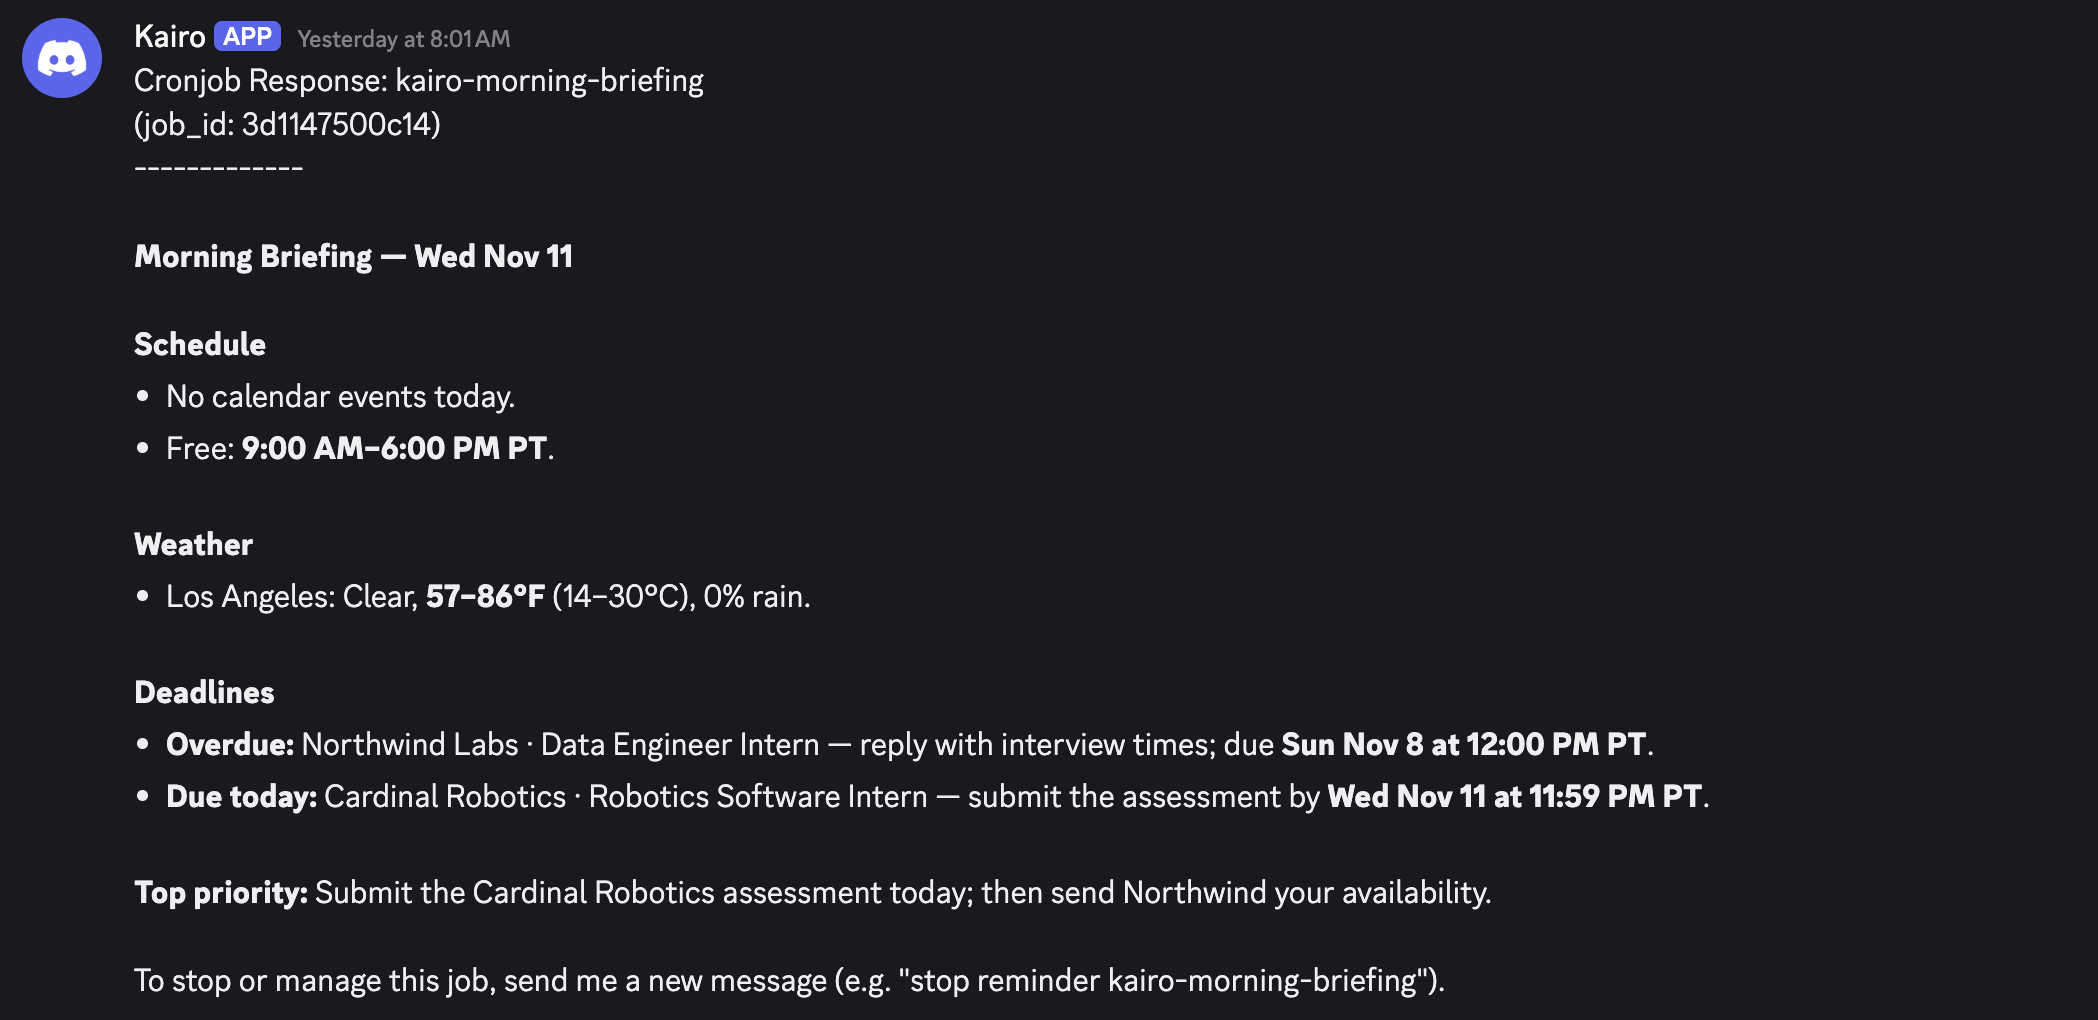 Kairo APP Yesterday at 8:01 AM
Cronjob Response: kairo-morning-briefing
(job_id: 3d1147500c14)
-------------
Morning Briefing — Wed Nov 11
Schedule
• No calendar events today.
• Free: 9:00 AM–6:00 PM PT.
Weather
• Los Angeles: Clear, 57–86°F (14–30°C), 0% rain.
Deadlines
• Overdue: Northwind Labs · Data Engineer Intern — reply with interview times; due Sun Nov 8 at 12:00 PM PT.
• Due today: Cardinal Robotics · Robotics Software Intern — submit the assessment by Wed Nov 11 at 11:59 PM PT.
Top priority: Submit the Cardinal Robotics assessment today; then send Northwind your availability.
To stop or manage this job, send me a new message (e.g. "stop reminder kairo-morning-briefing").